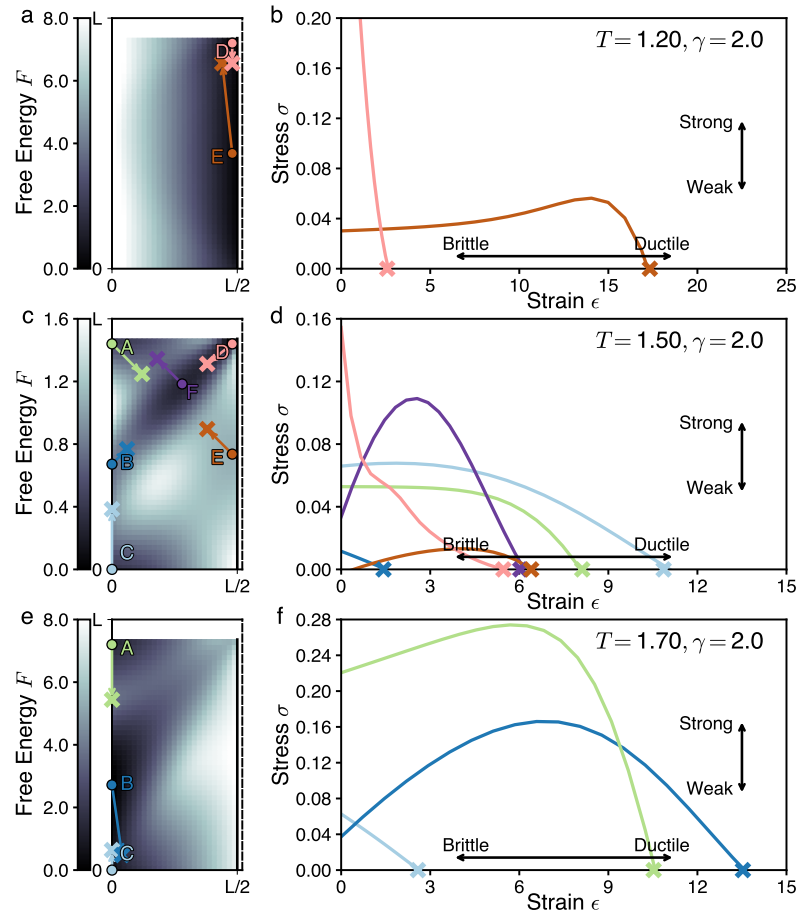 a
8.0
6.0
4.0
2.0
0.0
Free Energy F
L
0
D
E
0
L/2
b
0.20
0.16
0.12
0.08
0.04
0.00
Stress σ
T = 1.20, γ = 2.0
Strong
Weak
Brittle
Ductile
0 5 10 15 20 25
Strain ϵ
c
1.6
1.2
0.8
0.4
0.0
Free Energy F
L
0
A
D
F
B
E
C
0
L/2
d
0.16
0.12
0.08
0.04
0.00
Stress σ
T = 1.50, γ = 2.0
Strong
Weak
Brittle
Ductile
0 3 6 9 12 15
Strain ϵ
e
8.0
6.0
4.0
2.0
0.0
Free Energy F
L
0
A
B
C
0
L/2
f
0.28
0.24
0.20
0.16
0.12
0.08
0.04
0.00
Stress σ
T = 1.70, γ = 2.0
Strong
Weak
Brittle
Ductile
0 3 6 9 12 15
Strain ϵ